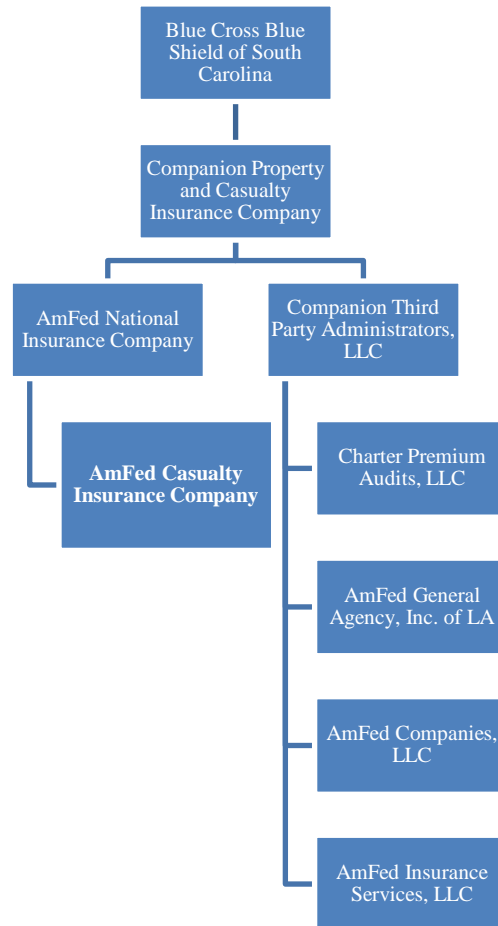 Blue Cross Blue
Shield of South
Carolina
Companion Property
and Casualty
Insurance Company
AmFed National
Insurance Company
Companion Third
Party Administrators,
LLC
AmFed Casualty
Insurance Company
Charter Premium
Audits, LLC
AmFed General
Agency, Inc. of LA
AmFed Companies,
LLC
AmFed Insurance
Services, LLC